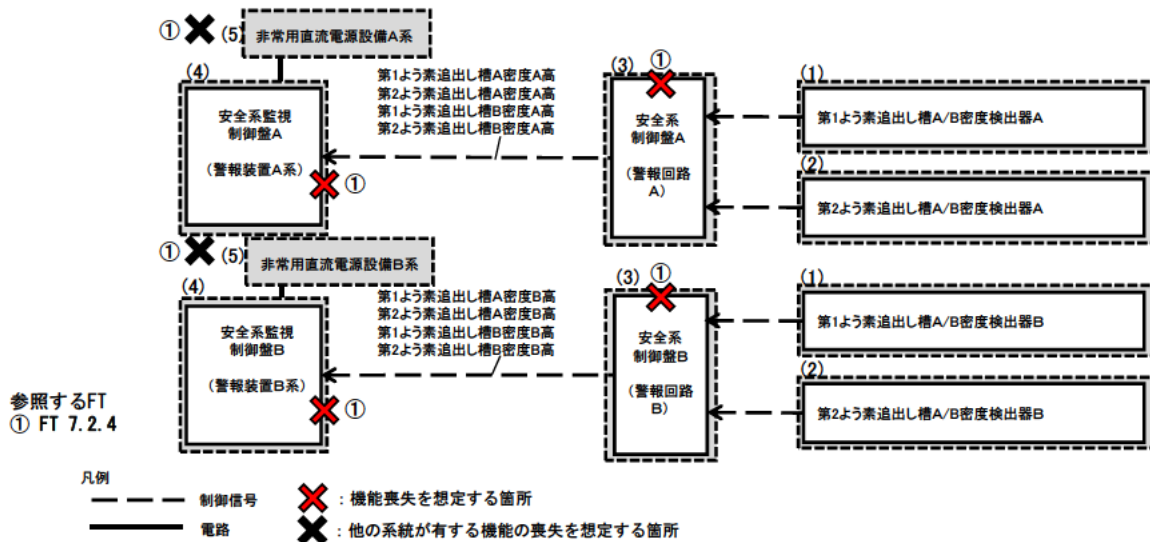 ①
(5)
非常用直流電源設備A系
(4)
安全系監視
制御盤A
(警報装置A系)
①
第1よう素追出し槽A密度A高
第2よう素追出し槽A密度A高
第1よう素追出し槽B密度A高
第2よう素追出し槽B密度A高
(3)
①
安全系
制御盤A
(警報回路
A)
(1)
第1よう素追出し槽A/B密度検出器A
(2)
第2よう素追出し槽A/B密度検出器A
①
(5)
非常用直流電源設備B系
(4)
安全系監視
制御盤B
(警報装置B系)
①
第1よう素追出し槽A密度B高
第2よう素追出し槽A密度B高
第1よう素追出し槽B密度B高
第2よう素追出し槽B密度B高
(3)
①
安全系
制御盤B
(警報回路
B)
(1)
第1よう素追出し槽A/B密度検出器B
(2)
第2よう素追出し槽A/B密度検出器B
参照するFT
① FT 7.2.4
凡例
制御信号
:機能喪失を想定する箇所
電路
:他の系統が有する機能の喪失を想定する箇所